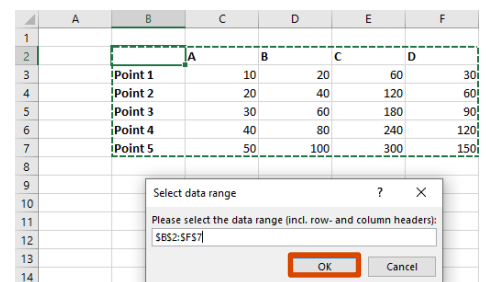 A B C D E F
1
2 A B C D
3 Point 1 10 20 60 30
4 Point 2 20 40 120 60
5 Point 3 30 60 180 90
6 Point 4 40 80 240 120
7 Point 5 50 100 300 150
8
9
10
11
12
13
14
Select data range ? ×
Please select the data range (incl. row- and column headers):
$B$2:$F$7
OK Cancel